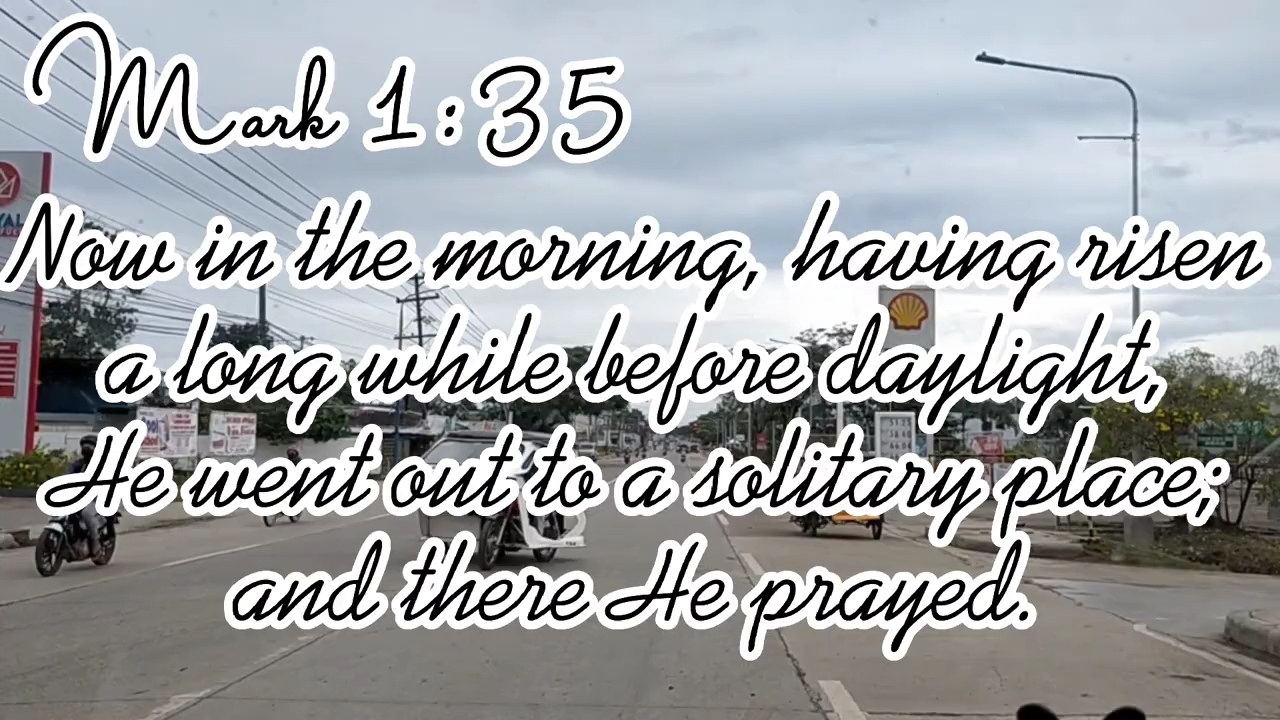 Mark 1:35
Now in the morning, having risen
a long while before daylight,
He went out to a solitary place;
and there He prayed.